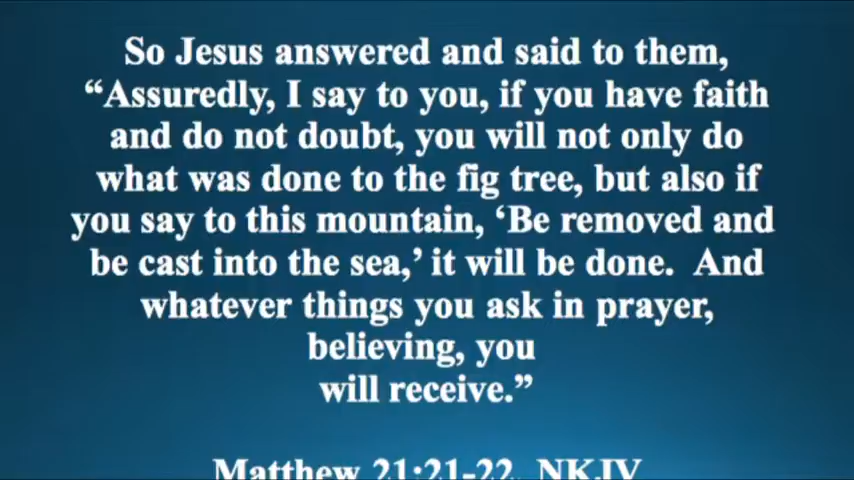 So Jesus answered and said to them,
“Assuredly, I say to you, if you have faith
and do not doubt, you will not only do
what was done to the fig tree, but also if
you say to this mountain, ‘Be removed and
be cast into the sea,’ it will be done.  And
whatever things you ask in prayer,
believing, you
will receive.”
Matthew 21:21-22, NKJV